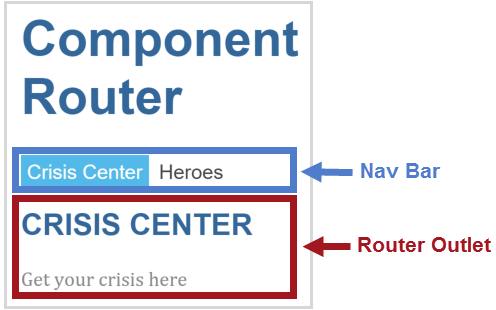 Component
Router
Crisis Center Heroes
Nav Bar
CRISIS CENTER
Router Outlet
Get your crisis here